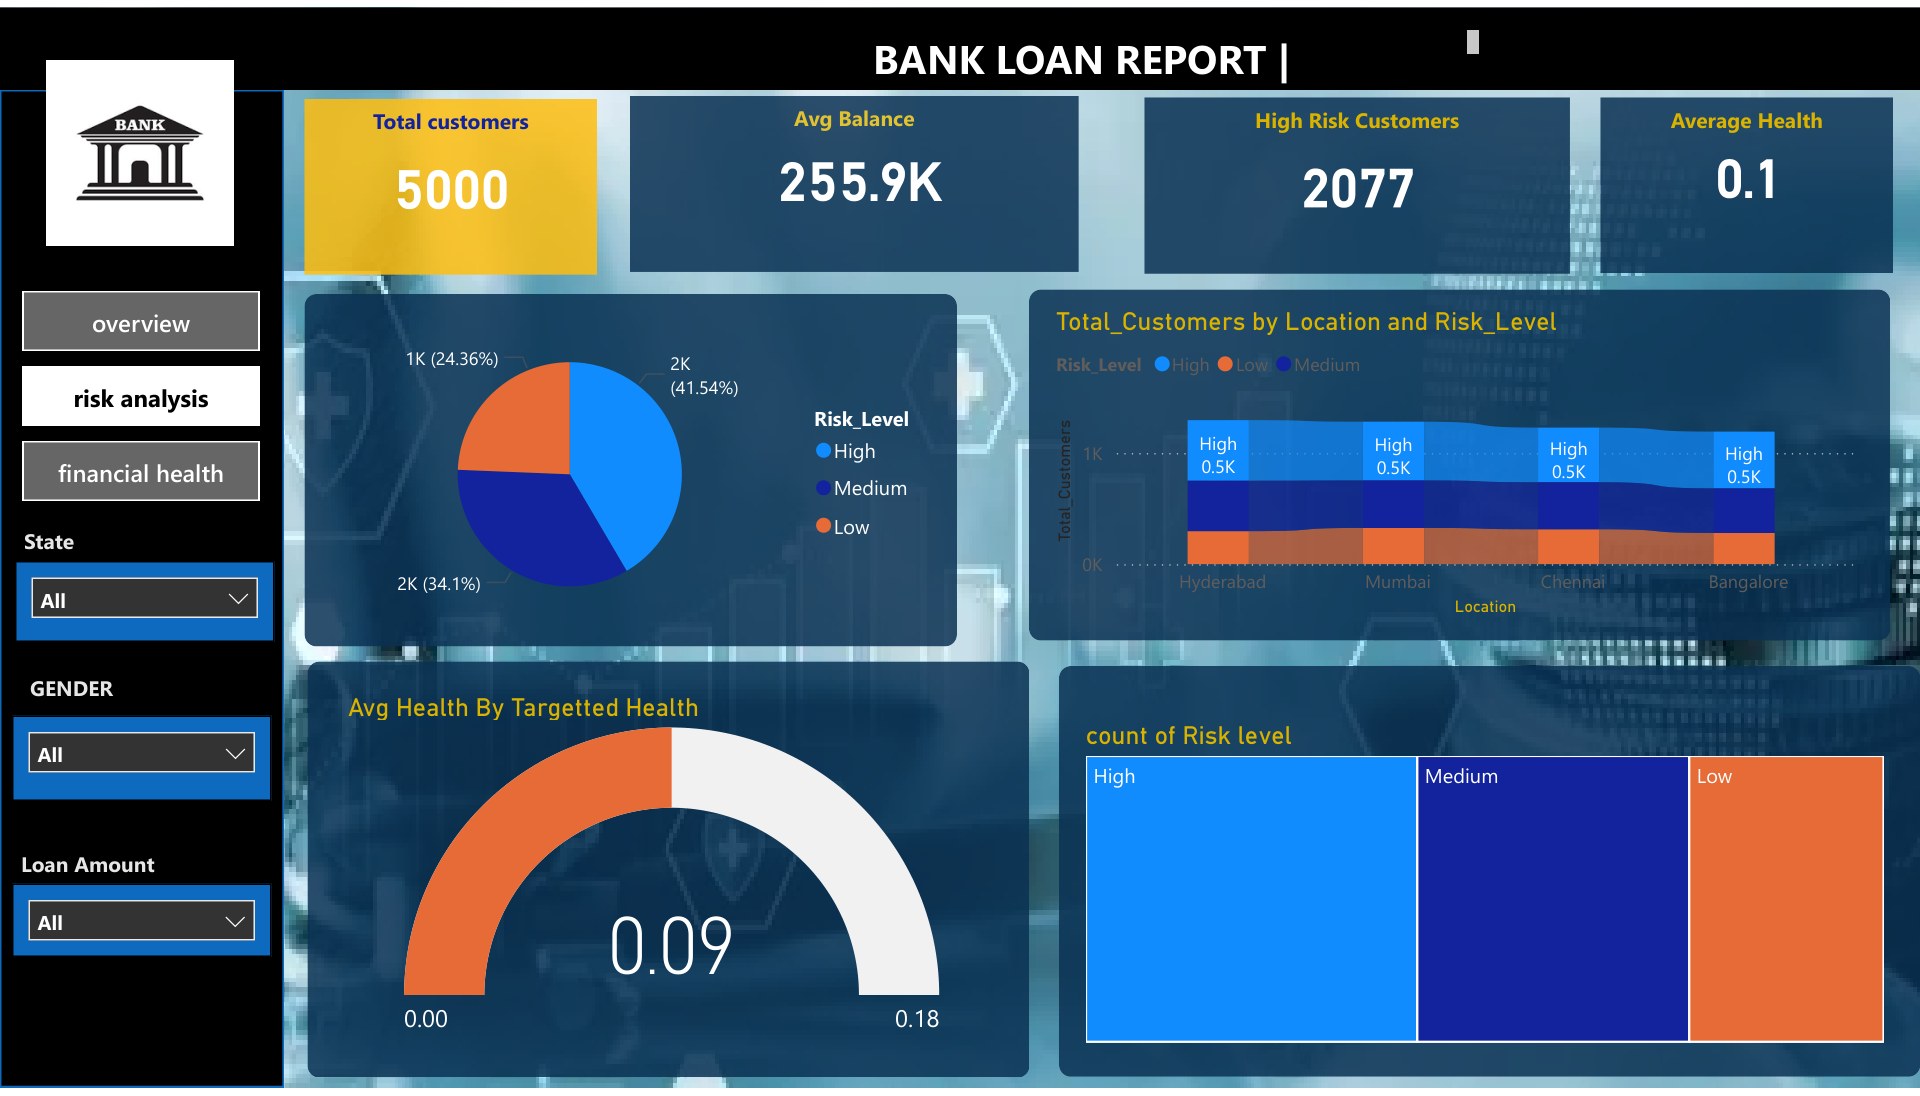 BANK LOAN REPORT |
BANK
Total customers
5000
Avg Balance
255.9K
High Risk Customers
2077
Average Health
0.1
overview
risk analysis
financial health
State
All
GENDER
All
Loan Amount
All
1K (24.36%)
2K
(41.54%)
2K (34.1%)
Risk_Level
High
Medium
Low
Total_Customers by Location and Risk_Level
Risk_Level High Low Medium
Total_Customers
1K
0K
High
0.5K
High
0.5K
High
0.5K
High
0.5K
Hyderabad Mumbai Chennai Bangalore
Location
Avg Health By Targetted Health
0.09
0.00
0.18
count of Risk level
High
Medium
Low